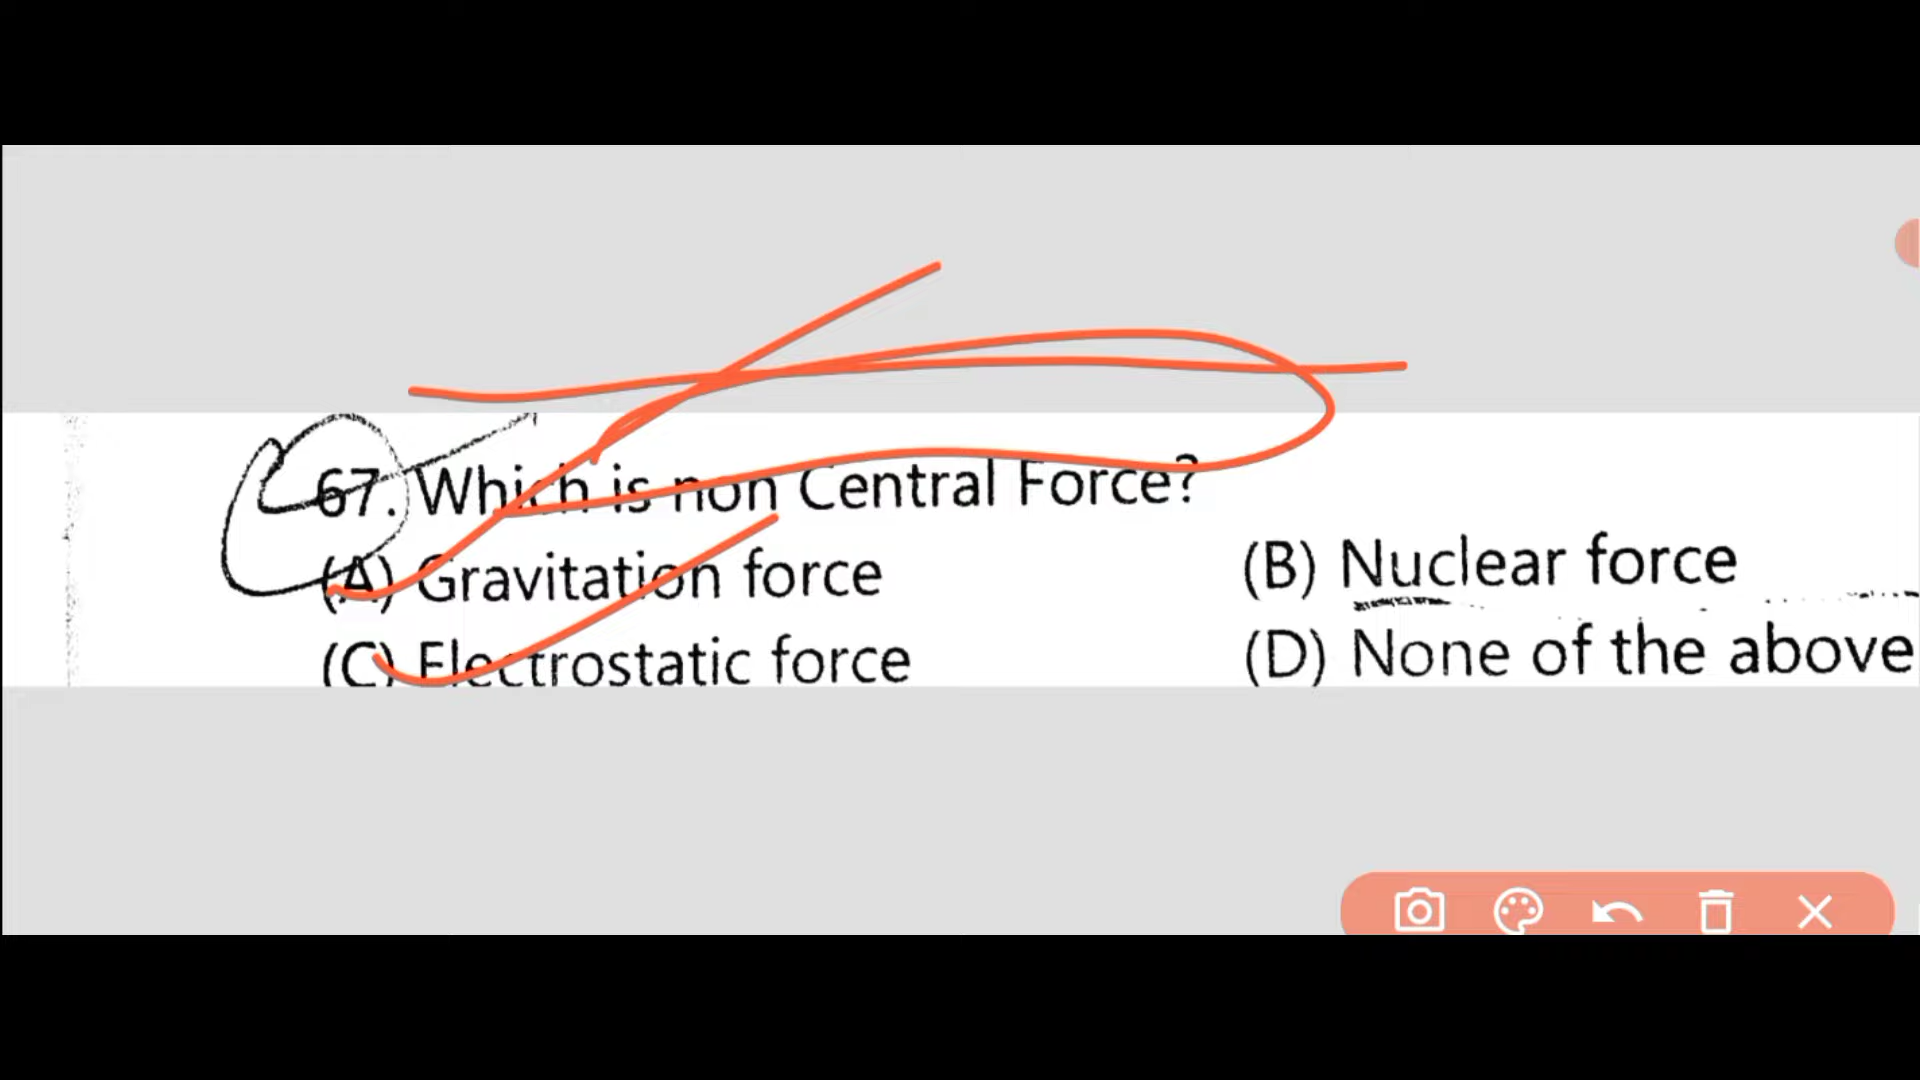 67. Which is non Central Force?
(A) Gravitation force
(B) Nuclear force
(C) Electrostatic force
(D) None of the above